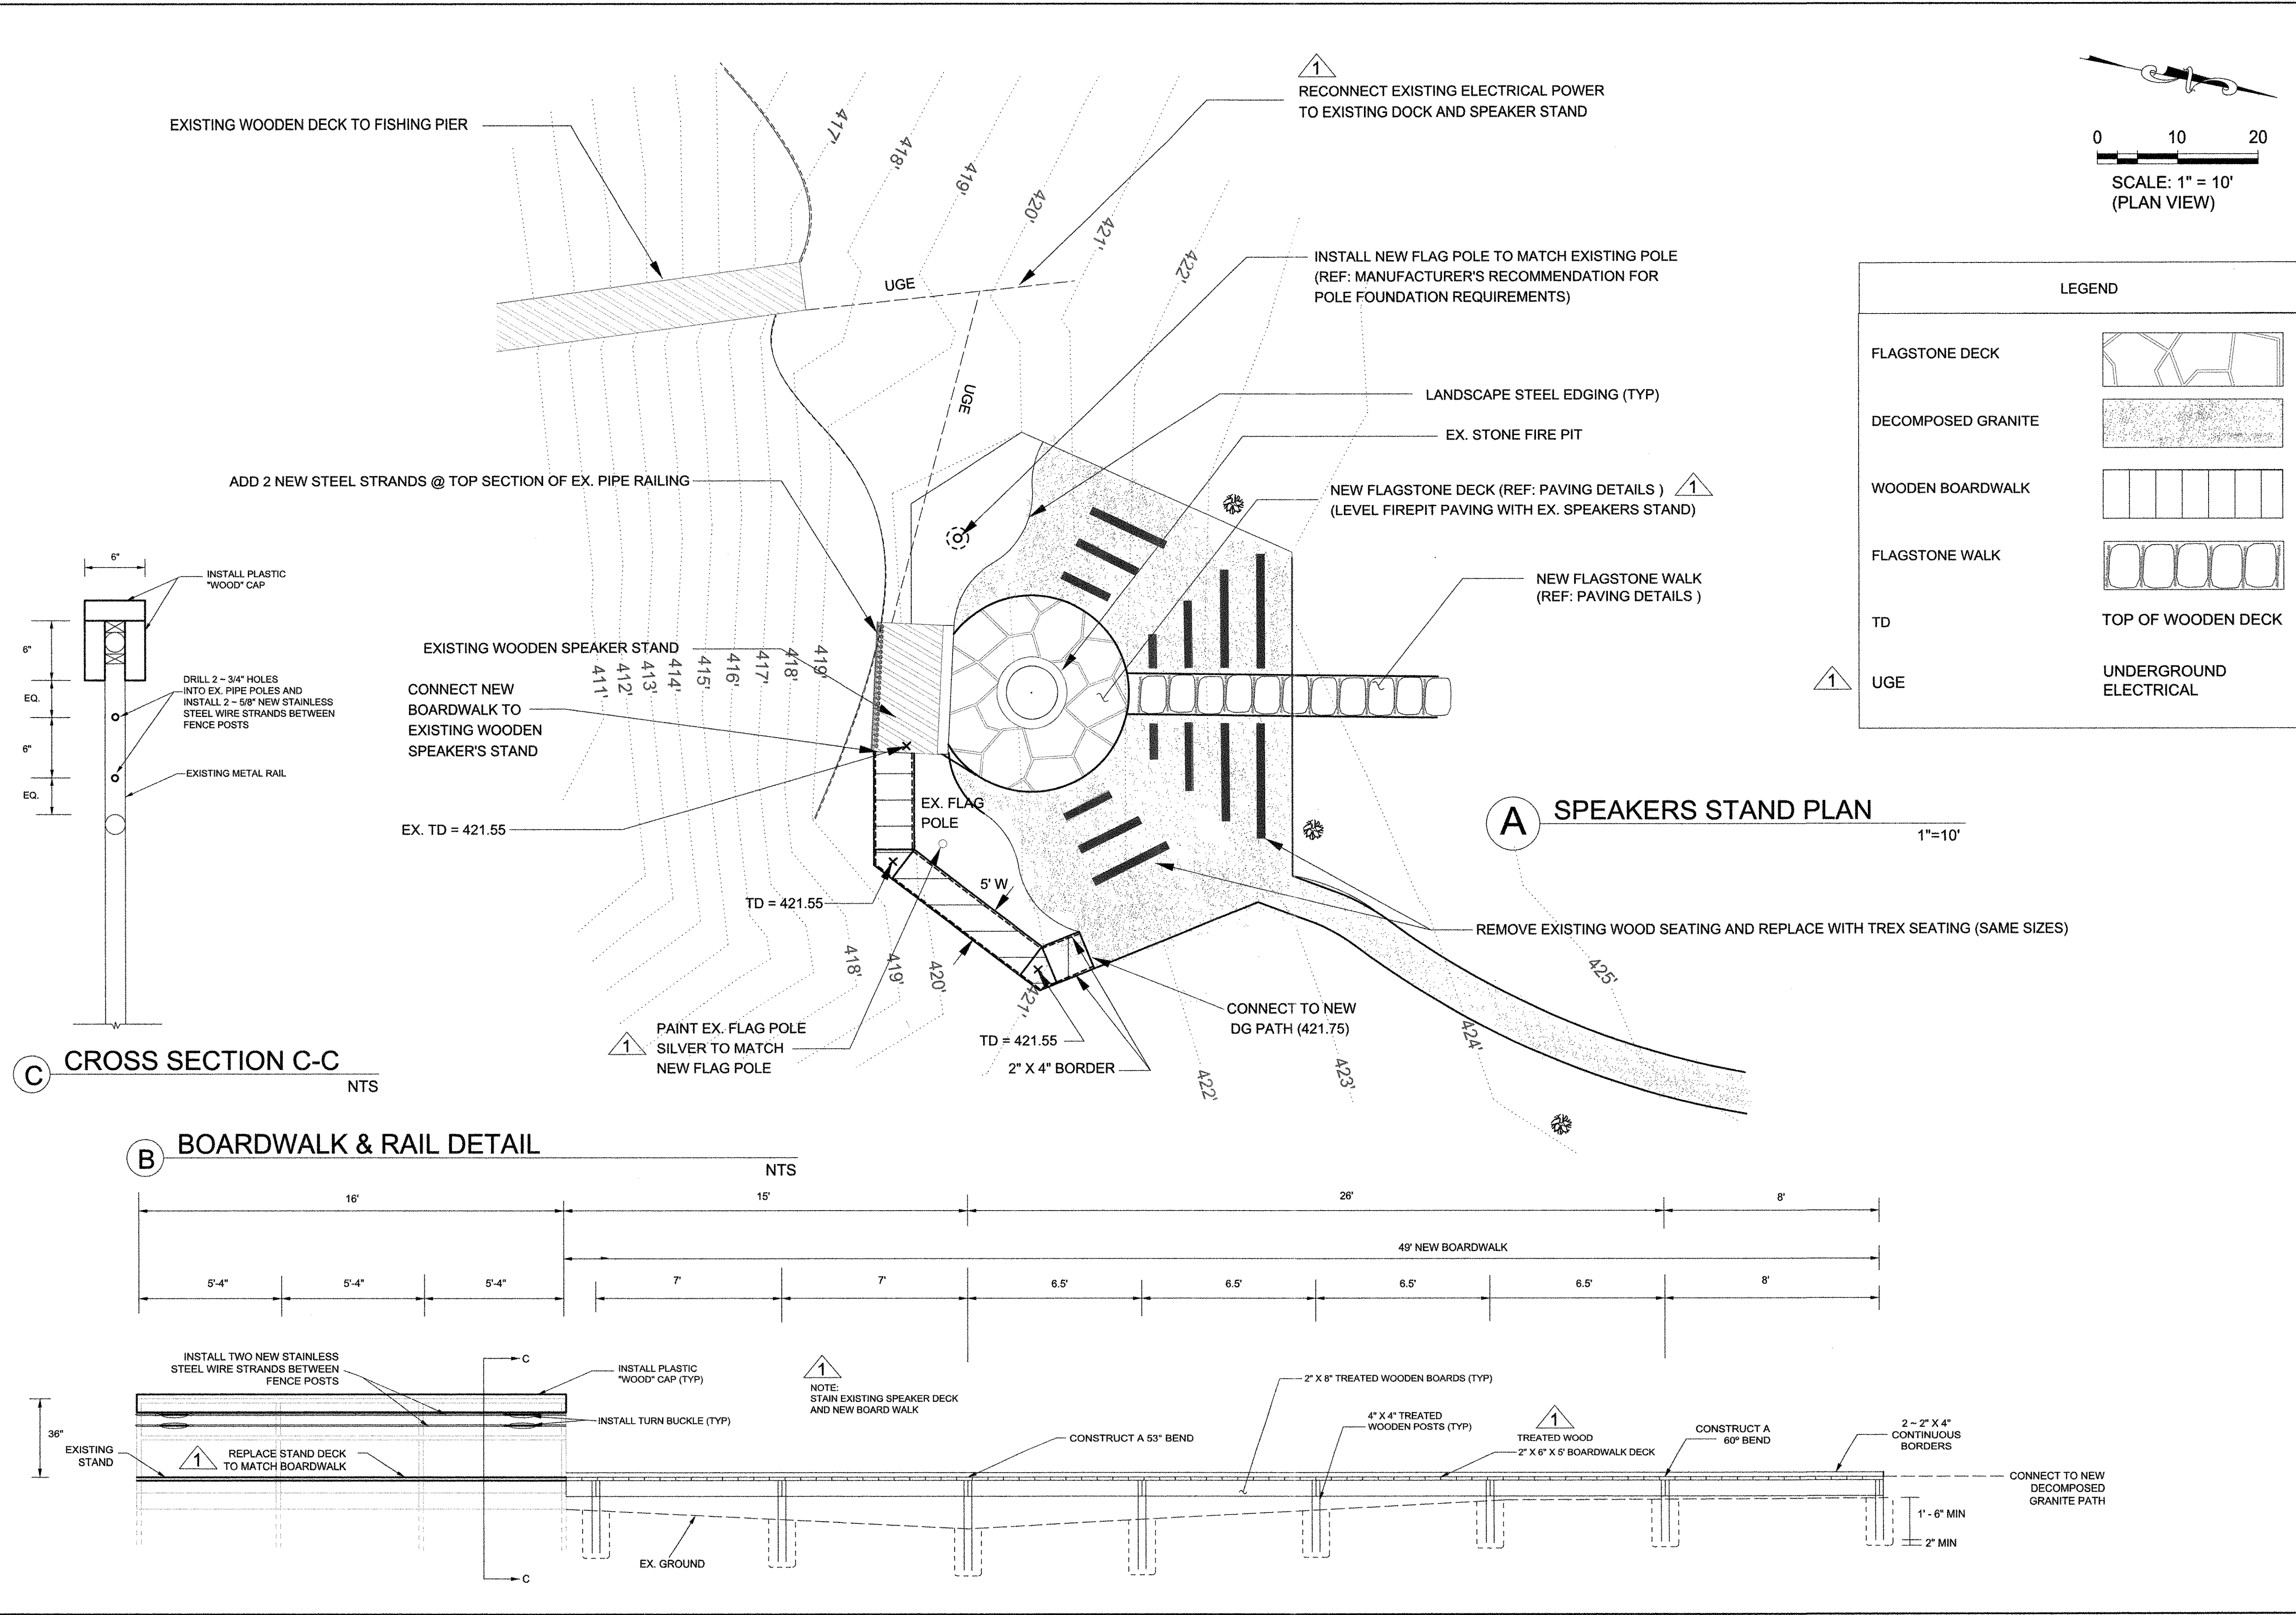 1
RECONNECT EXISTING ELECTRICAL POWER
TO EXISTING DOCK AND SPEAKER STAND
EXISTING WOODEN DECK TO FISHING PIER
0 10 20
SCALE: 1" = 10'
(PLAN VIEW)
417'
418'
419'
420'
421'
422'
UGE
UGE
INSTALL NEW FLAG POLE TO MATCH EXISTING POLE
(REF: MANUFACTURER'S RECOMMENDATION FOR
POLE FOUNDATION REQUIREMENTS)
LANDSCAPE STEEL EDGING (TYP)
EX. STONE FIRE PIT
ADD 2 NEW STEEL STRANDS @ TOP SECTION OF EX. PIPE RAILING
NEW FLAGSTONE DECK (REF: PAVING DETAILS )
1
(LEVEL FIREPIT PAVING WITH EX. SPEAKERS STAND)
NEW FLAGSTONE WALK
(REF: PAVING DETAILS )
LEGEND
FLAGSTONE DECK
DECOMPOSED GRANITE
WOODEN BOARDWALK
FLAGSTONE WALK
TD
TOP OF WOODEN DECK
1
UGE
UNDERGROUND
ELECTRICAL
6"
INSTALL PLASTIC
"WOOD" CAP
6"
EQ.
6"
EQ.
DRILL 2 ~ 3/4" HOLES
INTO EX. PIPE POLES AND
INSTALL 2 ~ 5/8" NEW STAINLESS
STEEL WIRE STRANDS BETWEEN
FENCE POSTS
EXISTING METAL RAIL
EXISTING WOODEN SPEAKER STAND
411'
412'
413'
414'
415'
416'
417'
418'
419'
CONNECT NEW
BOARDWALK TO
EXISTING WOODEN
SPEAKER'S STAND
EX. TD = 421.55
EX. FLAG
POLE
TD = 421.55
5' W
A
SPEAKERS STAND PLAN
1"=10'
REMOVE EXISTING WOOD SEATING AND REPLACE WITH TREX SEATING (SAME SIZES)
418'
419'
420'
421'
422'
423'
424'
425'
CONNECT TO NEW
DG PATH (421.75)
TD = 421.55
2" X 4" BORDER
1
PAINT EX. FLAG POLE
SILVER TO MATCH
NEW FLAG POLE
C
CROSS SECTION C-C
NTS
B
BOARDWALK & RAIL DETAIL
NTS
16' 15' 26' 8'
49' NEW BOARDWALK
5'-4" 5'-4" 5'-4" 7' 7' 6.5' 6.5' 6.5' 6.5' 8'
INSTALL TWO NEW STAINLESS
STEEL WIRE STRANDS BETWEEN
FENCE POSTS
C
INSTALL PLASTIC
"WOOD" CAP (TYP)
INSTALL TURN BUCKLE (TYP)
1
NOTE:
STAIN EXISTING SPEAKER DECK
AND NEW BOARD WALK
2" X 8" TREATED WOODEN BOARDS (TYP)
4" X 4" TREATED
WOODEN POSTS (TYP)
1
TREATED WOOD
2" X 6" X 5' BOARDWALK DECK
CONSTRUCT A 53° BEND
CONSTRUCT A
60º BEND
2 ~ 2" X 4"
CONTINUOUS
BORDERS
36"
EXISTING
STAND
1
REPLACE STAND DECK
TO MATCH BOARDWALK
CONNECT TO NEW
DECOMPOSED
GRANITE PATH
1' - 6" MIN
2" MIN
EX. GROUND
C